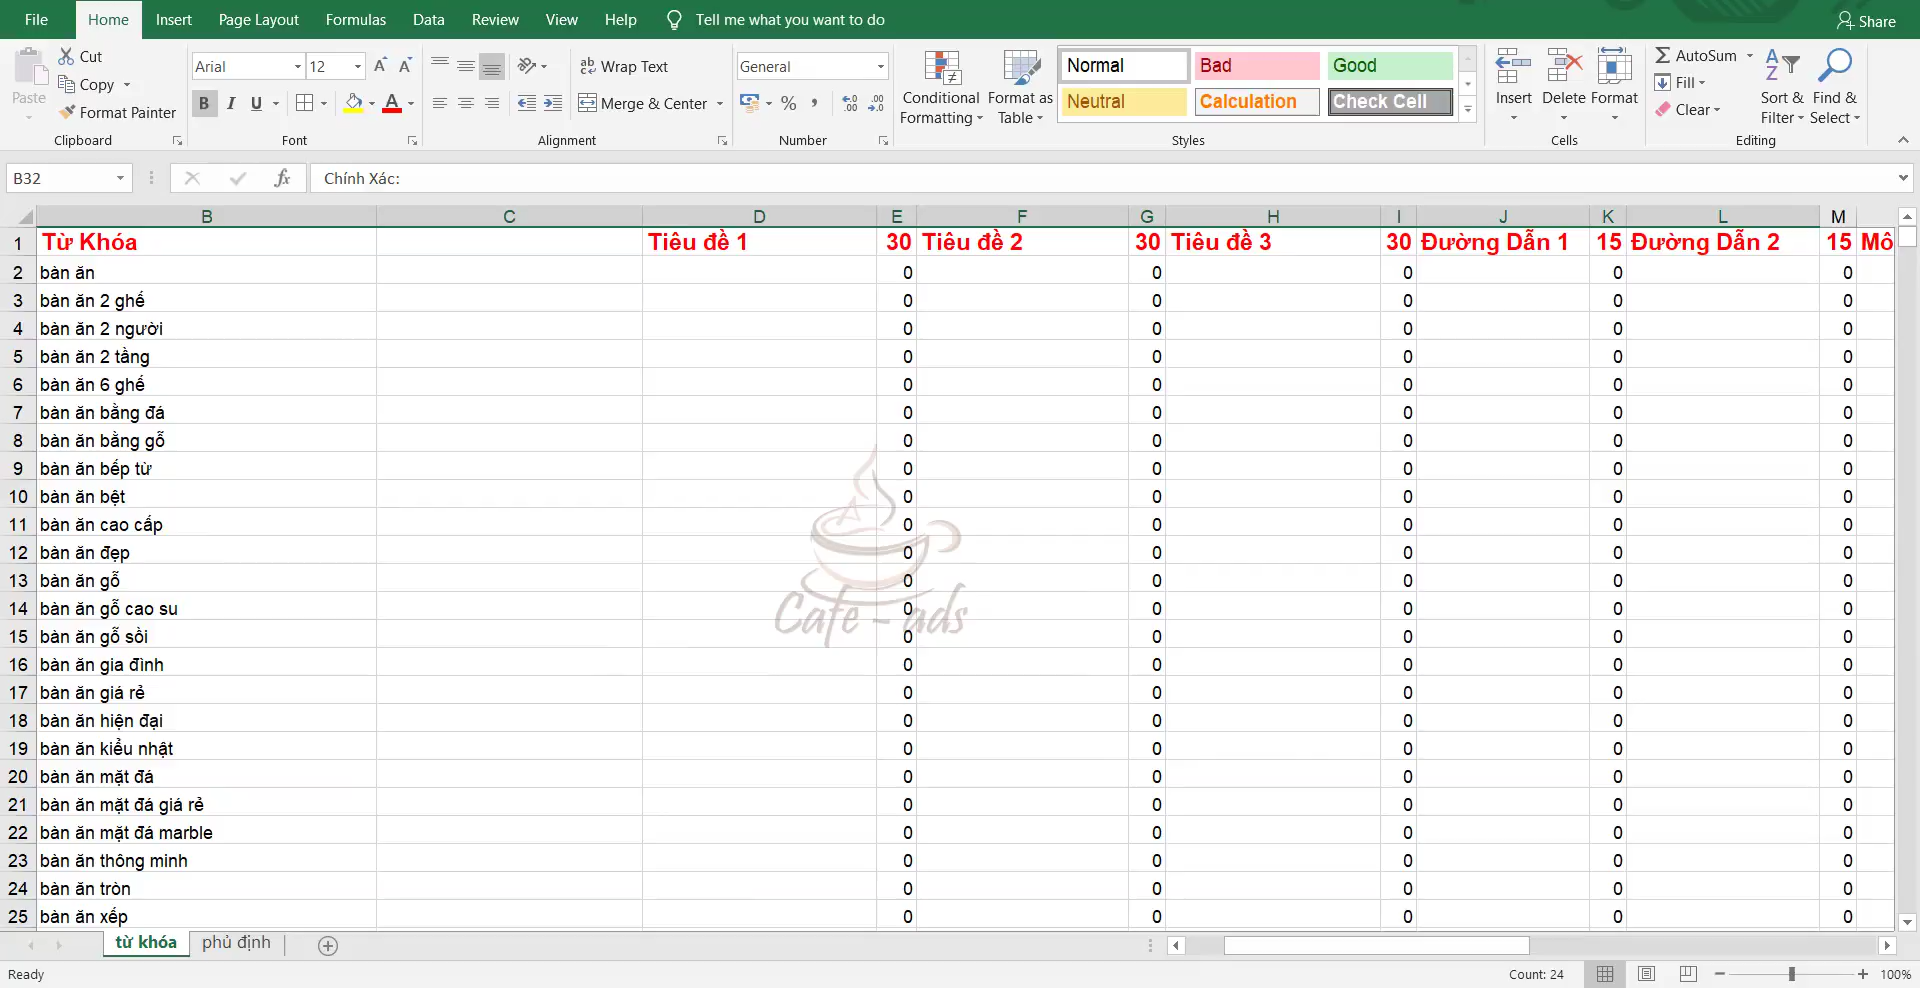 File Home Insert Page Layout Formulas Data Review View Help Tell me what you want to do Share
Paste Cut Copy Format Painter Clipboard
Arial 12 B I U Font
Wrap Text Merge & Center Alignment
General % , Number
Conditional Formatting Format as Table
Normal Bad Good
Neutral Calculation Check Cell
Styles
Insert Delete Format Cells
AutoSum Fill Clear Sort & Filter Find & Select Editing
B32 fx Chính Xác:
B C D E F G H I J K L M
1 Từ Khóa Tiêu đề 1 30 Tiêu đề 2 30 Tiêu đề 3 30 Đường Dẫn 1 15 Đường Dẫn 2 15 Mô
2 bàn ăn 0 0 0 0 0
3 bàn ăn 2 ghế 0 0 0 0 0
4 bàn ăn 2 người 0 0 0 0 0
5 bàn ăn 2 tầng 0 0 0 0 0
6 bàn ăn 6 ghế 0 0 0 0 0
7 bàn ăn bằng đá 0 0 0 0 0
8 bàn ăn bằng gỗ 0 0 0 0 0
9 bàn ăn bếp từ 0 0 0 0 0
10 bàn ăn bệt 0 0 0 0 0
11 bàn ăn cao cấp 0 0 0 0 0
12 bàn ăn đẹp 0 0 0 0 0
13 bàn ăn gỗ 0 0 0 0 0
14 bàn ăn gỗ cao su 0 0 0 0 0
15 bàn ăn gỗ sồi 0 0 0 0 0
16 bàn ăn gia đình 0 0 0 0 0
17 bàn ăn giá rẻ 0 0 0 0 0
18 bàn ăn hiện đại 0 0 0 0 0
19 bàn ăn kiểu nhật 0 0 0 0 0
20 bàn ăn mặt đá 0 0 0 0 0
21 bàn ăn mặt đá giá rẻ 0 0 0 0 0
22 bàn ăn mặt đá marble 0 0 0 0 0
23 bàn ăn thông minh 0 0 0 0 0
24 bàn ăn tròn 0 0 0 0 0
25 bàn ăn xếp 0 0 0 0 0
Cafe - ads
từ khóa phủ định
Ready Count: 24 100%